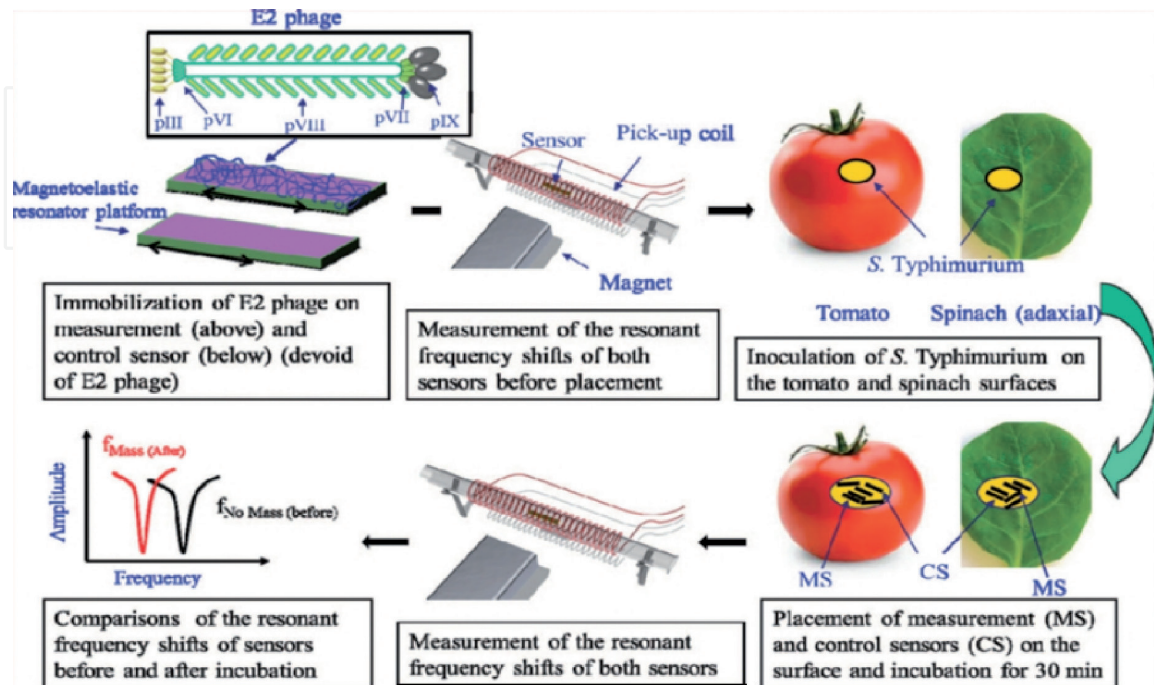 E2 phage
pIII
pVI
pVIII
pVII
pIX
Magnetoelastic
resonator platform
Sensor
Pick-up coil
Magnet
S. Typhimurium
Tomato
Spinach (adaxial)
Immobilization of E2 phage on
measurement (above) and
control sensor (below) (devoid
of E2 phage)
Measurement of the resonant
frequency shifts of both
sensors before placement
Inoculation of S. Typhimurium on
the tomato and spinach surfaces
fMass (After)
fNo Mass (before)
Amplitude
Frequency
MS
CS
MS
Comparisons of the resonant
frequency shifts of sensors
before and after incubation
Measurement of the resonant
frequency shifts of both sensors
Placement of measurement (MS)
and control sensors (CS) on the
surface and incubation for 30 min